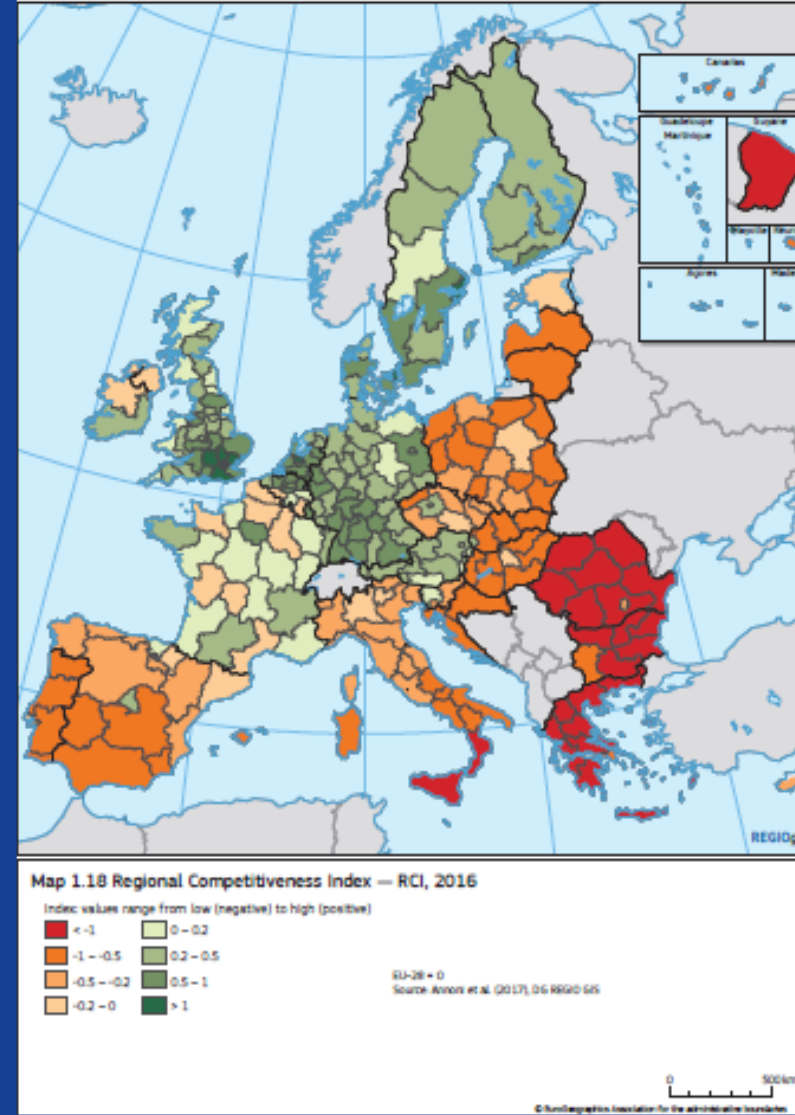 Canarias
Guadeloupe
Martinique
Guyane
Mayotte
Açores
REGIO
Map 1.18 Regional Competitiveness Index — RCI, 2016
Index values range from low (negative) to high (positive)
< -1
0 – 0.2
-1 – -0.5
0.2 – 0.5
-0.5 – -0.2
0.5 – 1
-0.2 – 0
> 1
EU-28 = 0
Source: Annoni et al. (2017), DG REGIO GIS
0
500 km
© EuroGeographics Association for the administrative boundaries